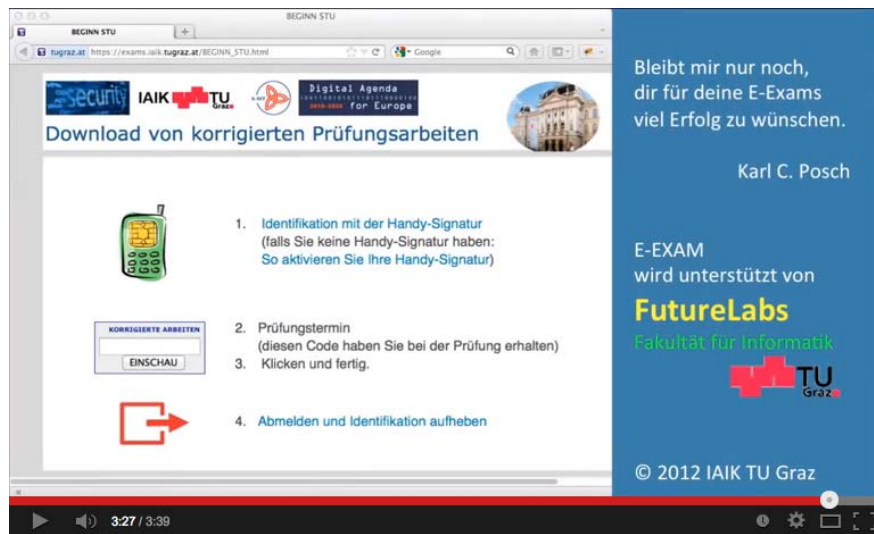 BEGINN STU
BEGINN STU
tugraz.at https://exams.iaik.tugraz.at/BEGINN_STU.html
Google
Security IAIK TU Graz
Digital Agenda
for Europe
Download von korrigierten Prüfungsarbeiten
1. Identifikation mit der Handy-Signatur
(falls Sie keine Handy-Signatur haben:
So aktivieren Sie Ihre Handy-Signatur)
KORRIGIERTE ARBEITEN
EINSCHAU
2. Prüfungstermin
(diesen Code haben Sie bei der Prüfung erhalten)
3. Klicken und fertig.
4. Abmelden und Identifikation aufheben
Bleibt mir nur noch,
dir für deine E-Exams
viel Erfolg zu wünschen.
Karl C. Posch
E-EXAM
wird unterstützt von
FutureLabs
Fakultät für Informatik
TU
Graz
© 2012 IAIK TU Graz
3:27 / 3:39